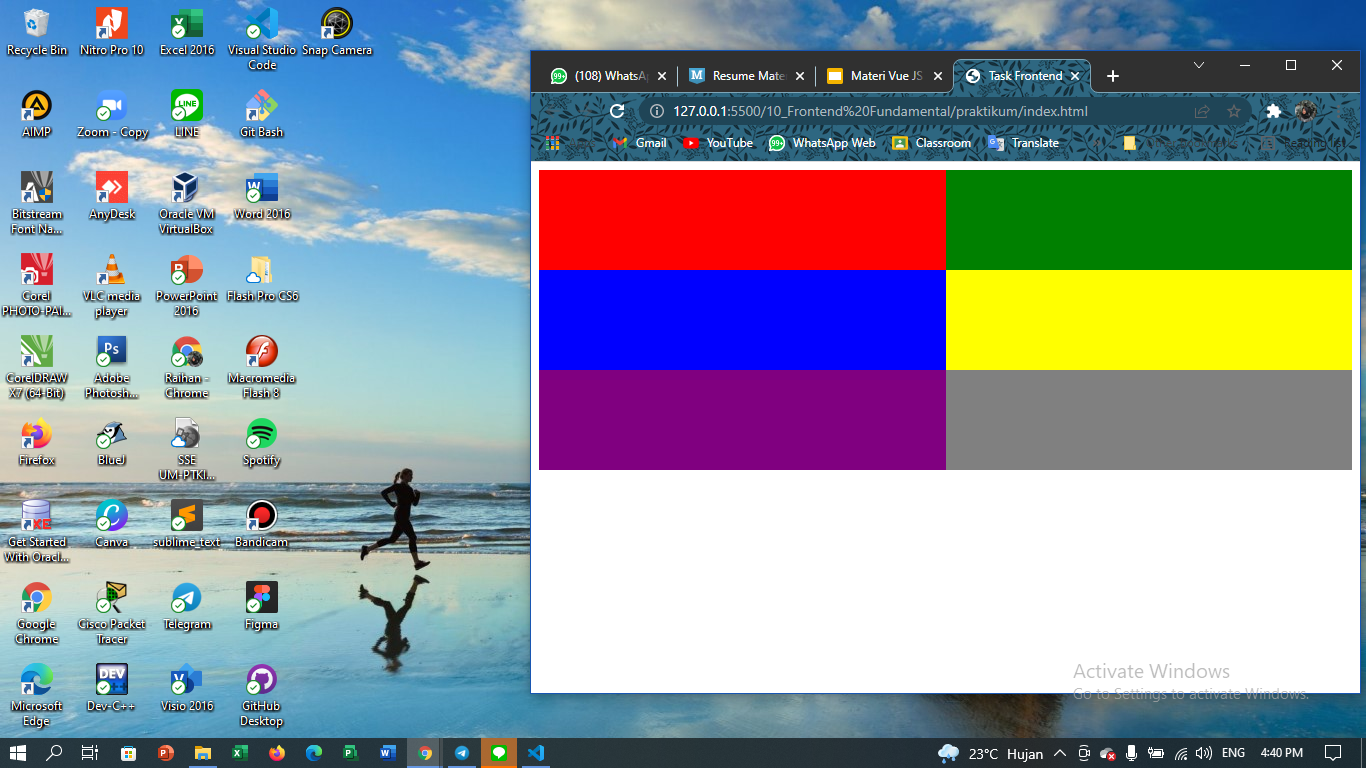 Recycle Bin
Nitro Pro 10
Excel 2016
Visual Studio
Code
Snap Camera
AIMP
Zoom - Copy
LINE
Git Bash
Bitstream
Font Na...
AnyDesk
Oracle VM
VirtualBox
Word 2016
Corel
PHOTO-PAI...
VLC media
player
PowerPoint
2016
Flash Pro CS6
CorelDRAW
X7 (64-Bit)
Adobe
Photosh...
Raihan -
Chrome
Macromedia
Flash 8
Firefox
BlueJ
SSE
UM-PTKI...
Spotify
Get Started
With Oracl...
Canva
sublime_text
Bandicam
Google
Chrome
Cisco Packet
Tracer
Telegram
Figma
Microsoft
Edge
Dev-C++
Visio 2016
GitHub
Desktop
(108) WhatsA
Resume Mate
Materi Vue JS
Task Frontend
127.0.0.1:5500/10_Frontend%20Fundamental/praktikum/index.html
Gmail
YouTube
WhatsApp Web
Classroom
Translate
Reading list
Activate Windows
Go to Settings to activate Windows.
23°C Hujan
ENG
4:40 PM